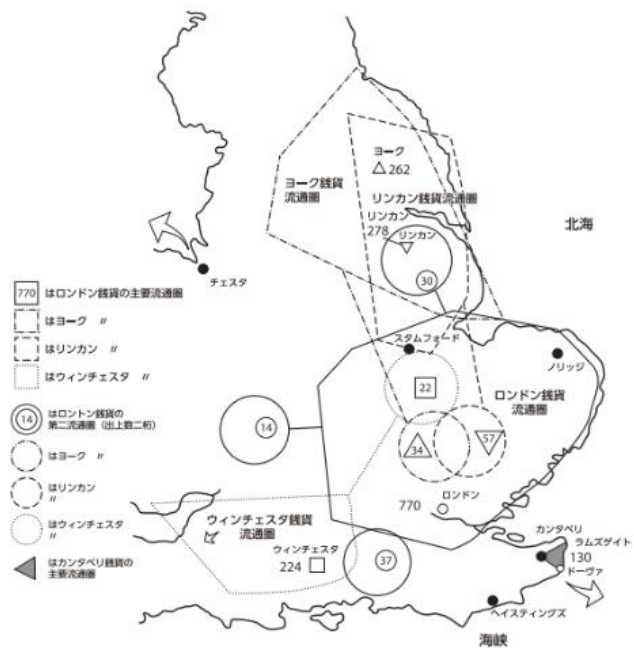 ヨーク
262
ヨーク銭貨
流通圏
リンカン銭貨流通圏
リンカン
278
リンカン
北海
30
チェスタ
770 はロンドン銭貨の主要流通圏
はヨーク 〃
はリンカン 〃
はウィンチェスタ 〃
14 はロントン銭貨の
第二流通圏（出土数二桁）
はヨーク 〃
はリンカン
〃
はウィンチェスタ
〃
はカンタベリ銭貨の
主要流通圏
スタムフォード
ノリッジ
22
ロンドン銭貨
流通圏
14
34
57
770
ロンドン
ウィンチェスタ銭貨
流通圏
ウィンチェスタ
224
37
カンタベリ
ラムズゲイト
130
ドーヴァ
ヘイスティングズ
海峡